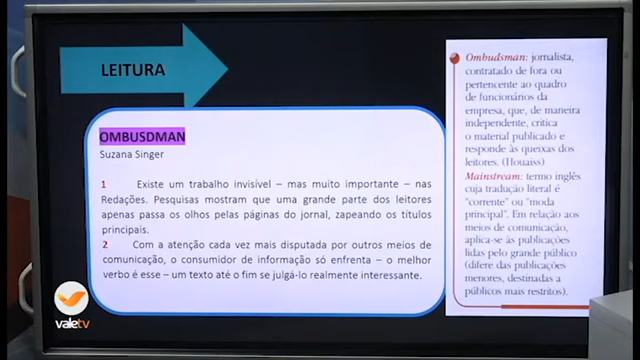 LEITURA
OMBUSDMAN
Suzana Singer
1 Existe um trabalho invisível – mas muito importante – nas
Redações. Pesquisas mostram que uma grande parte dos leitores
apenas passa os olhos pelas páginas do jornal, zapeando os títulos
principais.
2 Com a atenção cada vez mais disputada por outros meios de
comunicação, o consumidor de informação só enfrenta – o melhor
verbo é esse – um texto até o fim se julgá-lo realmente interessante.
Ombudsman: jornalista,
contratado de fora ou
pertencente ao quadro
de funcionários da
empresa, que, de maneira
independente, critica
o material publicado e
responde às queixas dos
leitores. (Houaiss)
Mainstream: termo inglês
cuja tradução literal é
"corrente" ou "moda
principal". Em relação aos
meios de comunicação,
aplica-se às publicações
lidas pelo grande público
(difere das publicações
menores, destinadas a
públicos mais restritos).
valetv